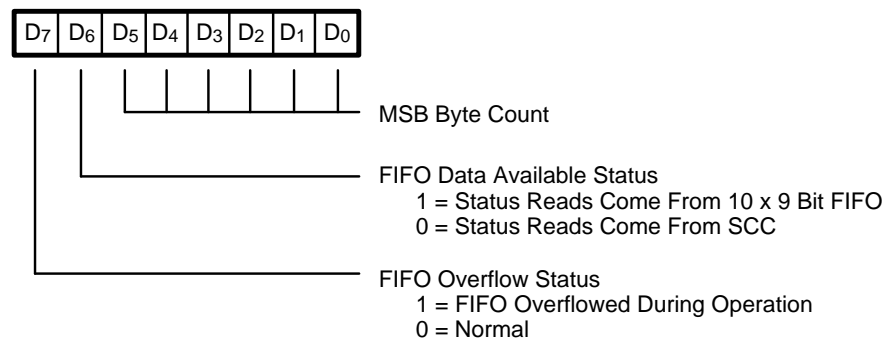 D7 D6 D5 D4 D3 D2 D1 D0
MSB Byte Count
FIFO Data Available Status
1 = Status Reads Come From 10 x 9 Bit FIFO
0 = Status Reads Come From SCC
FIFO Overflow Status
1 = FIFO Overflowed During Operation
0 = Normal